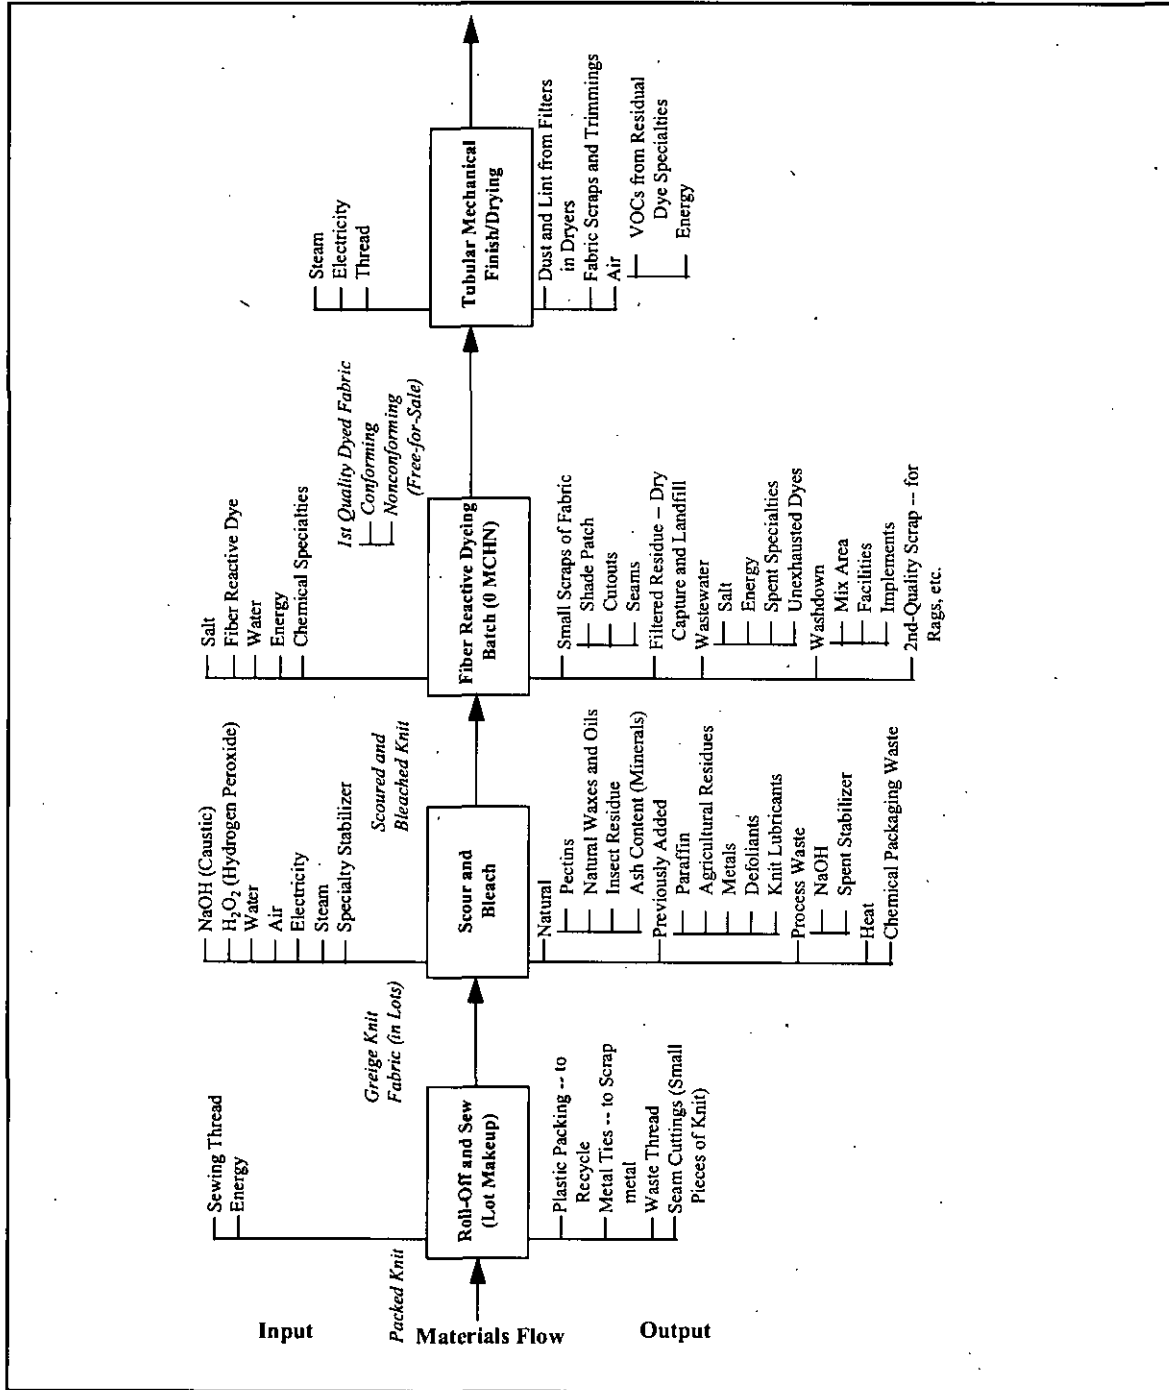 Input
Sewing Thread
Energy
NaOH (Caustic)
H₂O₂ (Hydrogen Peroxide)
Water
Air
Electricity
Steam
Specialty Stabilizer
Salt
Fiber Reactive Dye
Water
Energy
Chemical Specialties
Steam
Electricity
Thread
Materials Flow
Packed Knit
Roll-Off and Sew
(Lot Makeup)
Greige Knit
Fabric (in Lots)
Scour and
Bleach
Scoured and
Bleached Knit
Fiber Reactive Dyeing
Batch (0 MCHN)
1st Quality Dyed Fabric
Conforming
Nonconforming
(Free-for-Sale)
Tubular Mechanical
Finish/Drying
Output
Plastic Packing -- to
Recycle
Metal Ties -- to Scrap
metal
Waste Thread
Seam Cuttings (Small
Pieces of Knit)
Natural
Pectins
Natural Waxes and Oils
Insect Residue
Ash Content (Minerals)
Previously Added
Paraffin
Agricultural Residues
Metals
Defoliants
Knit Lubricants
Process Waste
NaOH
Spent Stabilizer
Heat
Chemical Packaging Waste
Small Scraps of Fabric
Shade Patch
Cutouts
Seams
Filtered Residue -- Dry
Capture and Landfill
Wastewater
Salt
Energy
Spent Specialties
Unexhausted Dyes
Washdown
Mix Area
Facilities
Implements
2nd-Quality Scrap -- for
Rags, etc.
Dust and Lint from Filters
in Dryers
Fabric Scraps and Trimmings
Air
VOCs from Residual
Dye Specialties
Energy